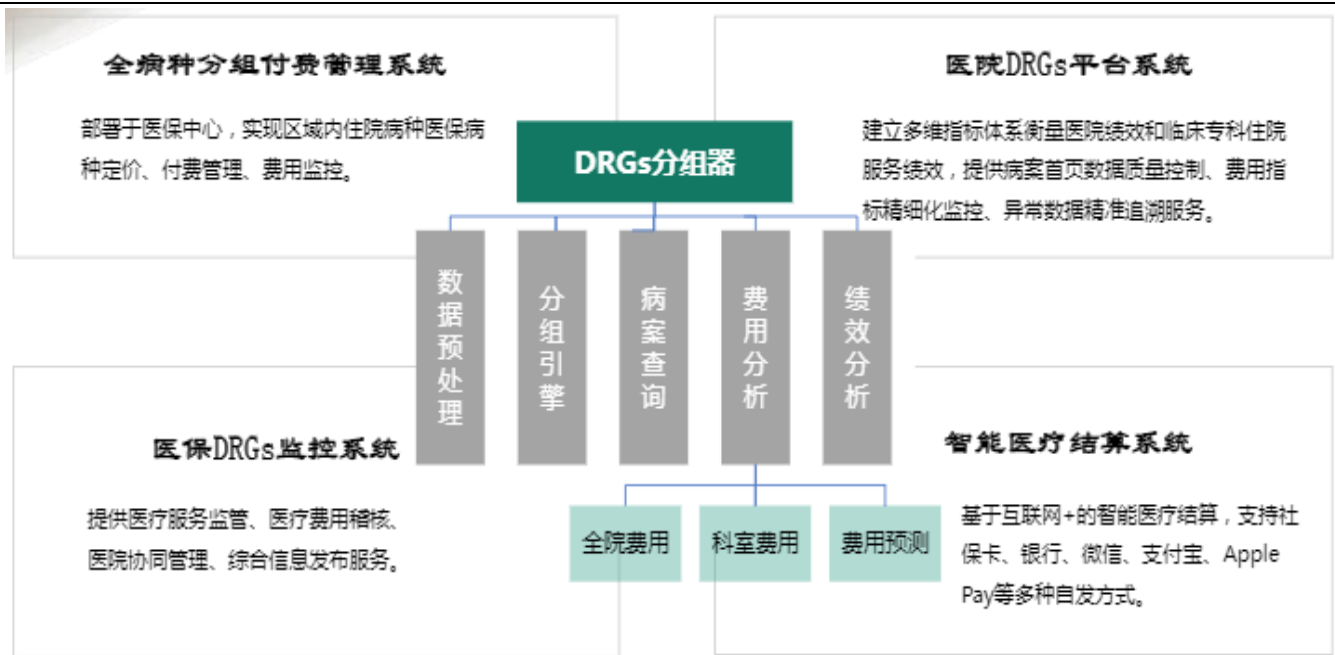 全病种分组付费管理系统
部署于医保中心，实现区域内住院病种医保病
种定价、付费管理、费用监控。
医院DRGs平台系统
建立多维指标体系衡量医院绩效和临床专科住院
服务绩效，提供病案首页数据质量控制、费用指
标精细化监控、异常数据精准追溯服务。
DRGs分组器
数据预处理
分组引擎
病案查询
费用分析
绩效分析
全院费用
科室费用
费用预测
医保DRGs监控系统
提供医疗服务监管、医疗费用稽核、
医院协同管理、综合信息发布服务。
智能医疗结算系统
基于互联网+的智能医疗结算，支持社
保卡、银行、微信、支付宝、Apple
Pay等多种自发方式。